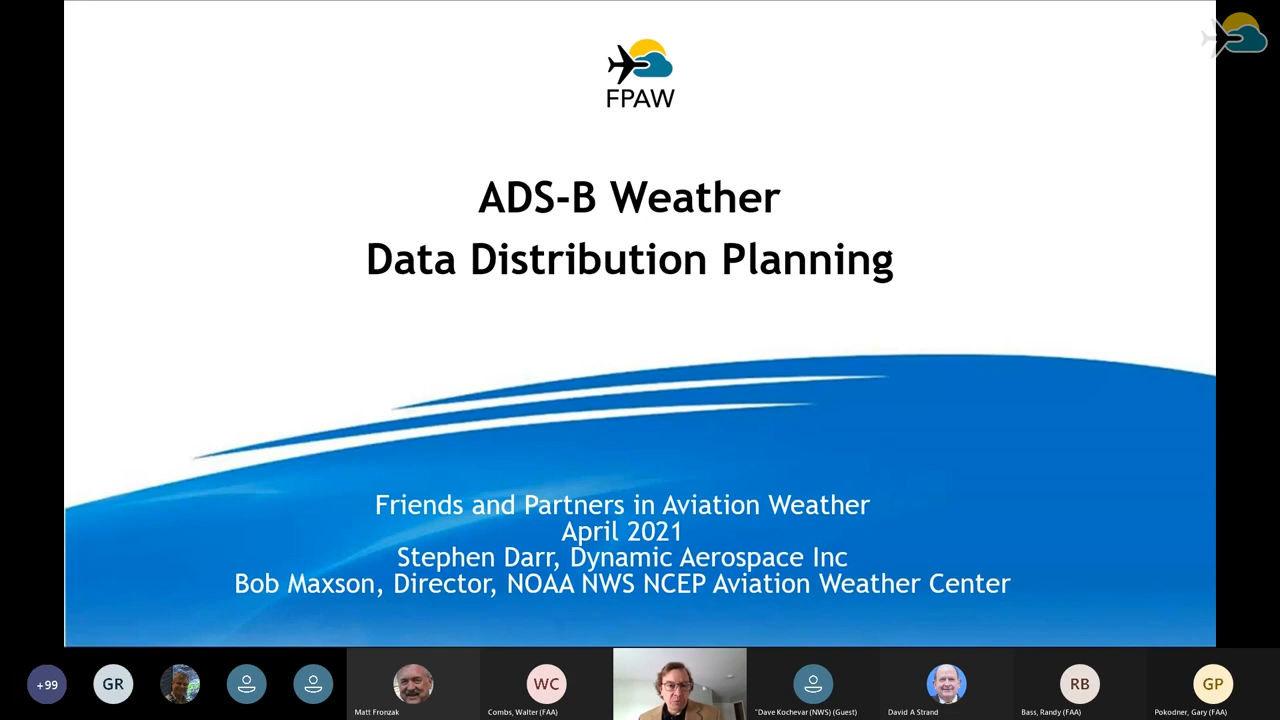 FPAW
ADS-B Weather
Data Distribution Planning
Friends and Partners in Aviation Weather
April 2021
Stephen Darr, Dynamic Aerospace Inc
Bob Maxson, Director, NOAA NWS NCEP Aviation Weather Center
+99
GR
Matt Fronzak
WC
Combs, Walter (FAA)
"Dave Kochevar (NWS) (Guest)
David A Strand
RB
Bass, Randy (FAA)
GP
Pokodner, Gary (FAA)